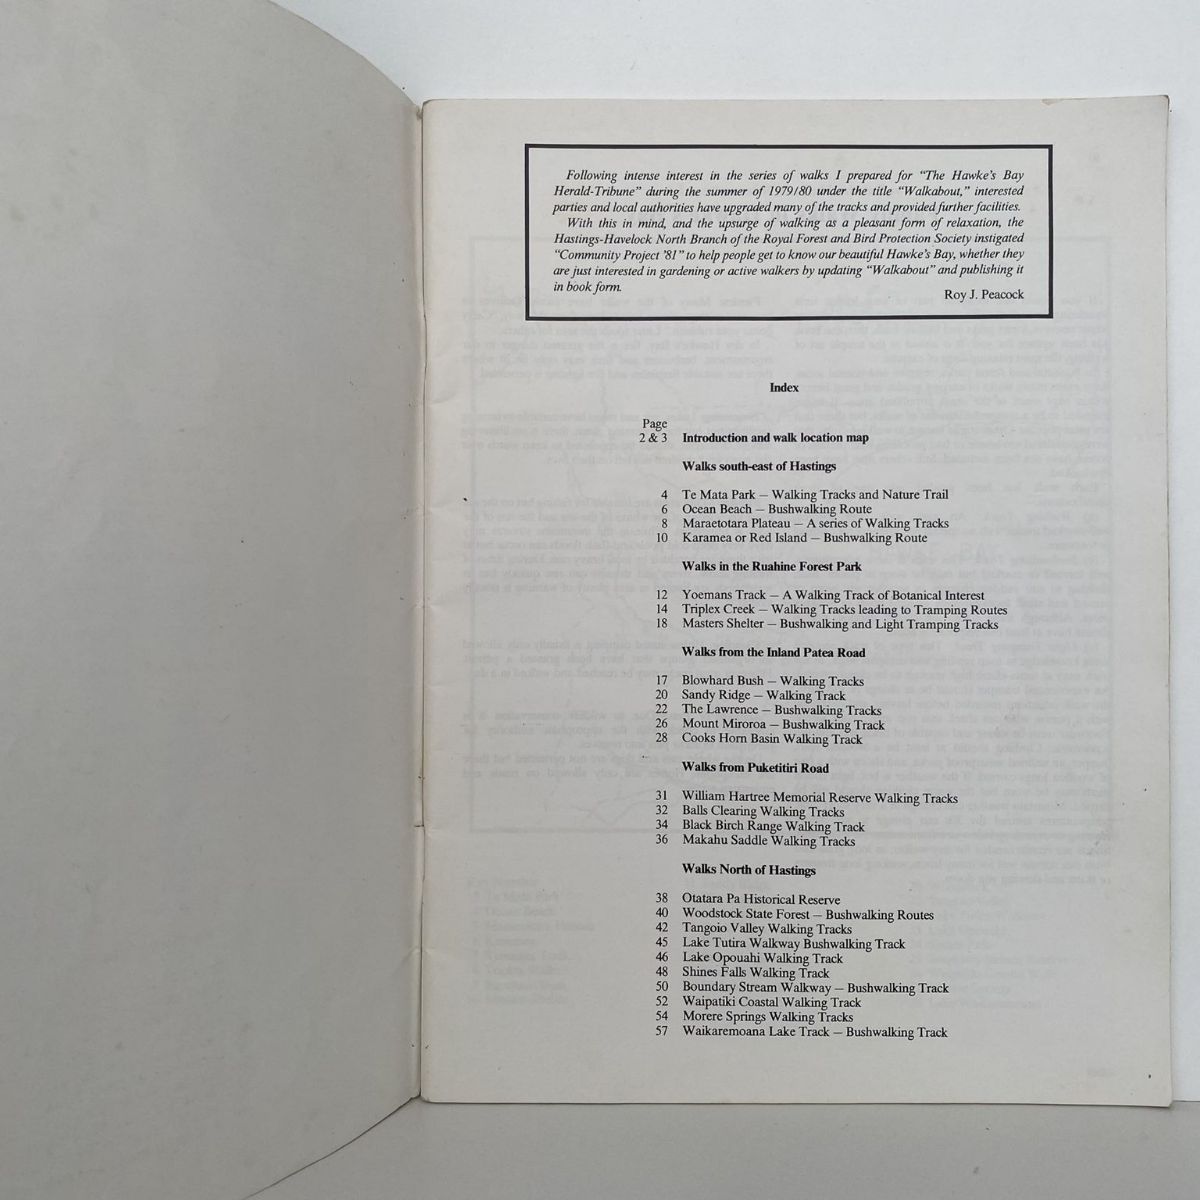 Following intense interest in the series of walks I prepared for “The Hawke’s Bay
Herald-Tribune” during the summer of 1979/80 under the title “Walkabout,” interested
parties and local authorities have upgraded many of the tracks and provided further facilities.
With this in mind, and the upsurge of walking as a pleasant form of relaxation, the
Hastings-Havelock North Branch of the Royal Forest and Bird Protection Society instigated
“Community Project ’81” to help people get to know our beautiful Hawke’s Bay, whether they
are just interested in gardening or active walkers by updating “Walkabout” and publishing it
in book form.
Roy J. Peacock
Index
Page
2 & 3 Introduction and walk location map
Walks south-east of Hastings
4 Te Mata Park – Walking Tracks and Nature Trail
6 Ocean Beach – Bushwalking Route
8 Maraetotara Plateau – A series of Walking Tracks
10 Karamea or Red Island – Bushwalking Route
Walks in the Ruahine Forest Park
12 Yoemans Track – A Walking Track of Botanical Interest
14 Triplex Creek – Walking Tracks leading to Tramping Routes
18 Masters Shelter – Bushwalking and Light Tramping Tracks
Walks from the Inland Patea Road
17 Blowhard Bush – Walking Tracks
20 Sandy Ridge – Walking Track
22 The Lawrence – Bushwalking Tracks
26 Mount Miroroa – Bushwalking Track
28 Cooks Horn Basin Walking Track
Walks from Puketitiri Road
31 William Hartree Memorial Reserve Walking Tracks
32 Balls Clearing Walking Tracks
34 Black Birch Range Walking Track
36 Makahu Saddle Walking Tracks
Walks North of Hastings
38 Otatara Pa Historical Reserve
40 Woodstock State Forest – Bushwalking Routes
42 Tangoio Valley Walking Tracks
45 Lake Tutira Walkway Bushwalking Track
46 Lake Opouahi Walking Track
48 Shines Falls Walking Track
50 Boundary Stream Walkway – Bushwalking Track
52 Waipatiki Coastal Walking Track
54 Morere Springs Walking Tracks
57 Waikaremoana Lake Track – Bushwalking Track